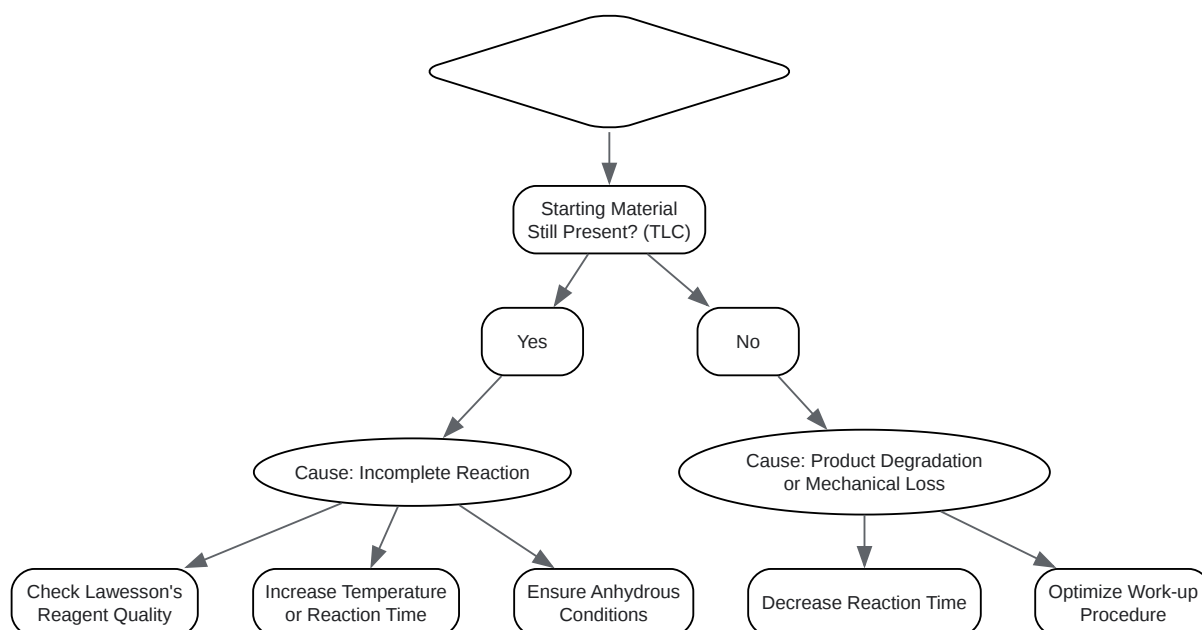 Starting Material
Still Present? (TLC)
Yes
No
Cause: Incomplete Reaction
Cause: Product Degradation
or Mechanical Loss
Check Lawesson's
Reagent Quality
Increase Temperature
or Reaction Time
Ensure Anhydrous
Conditions
Decrease Reaction Time
Optimize Work-up
Procedure